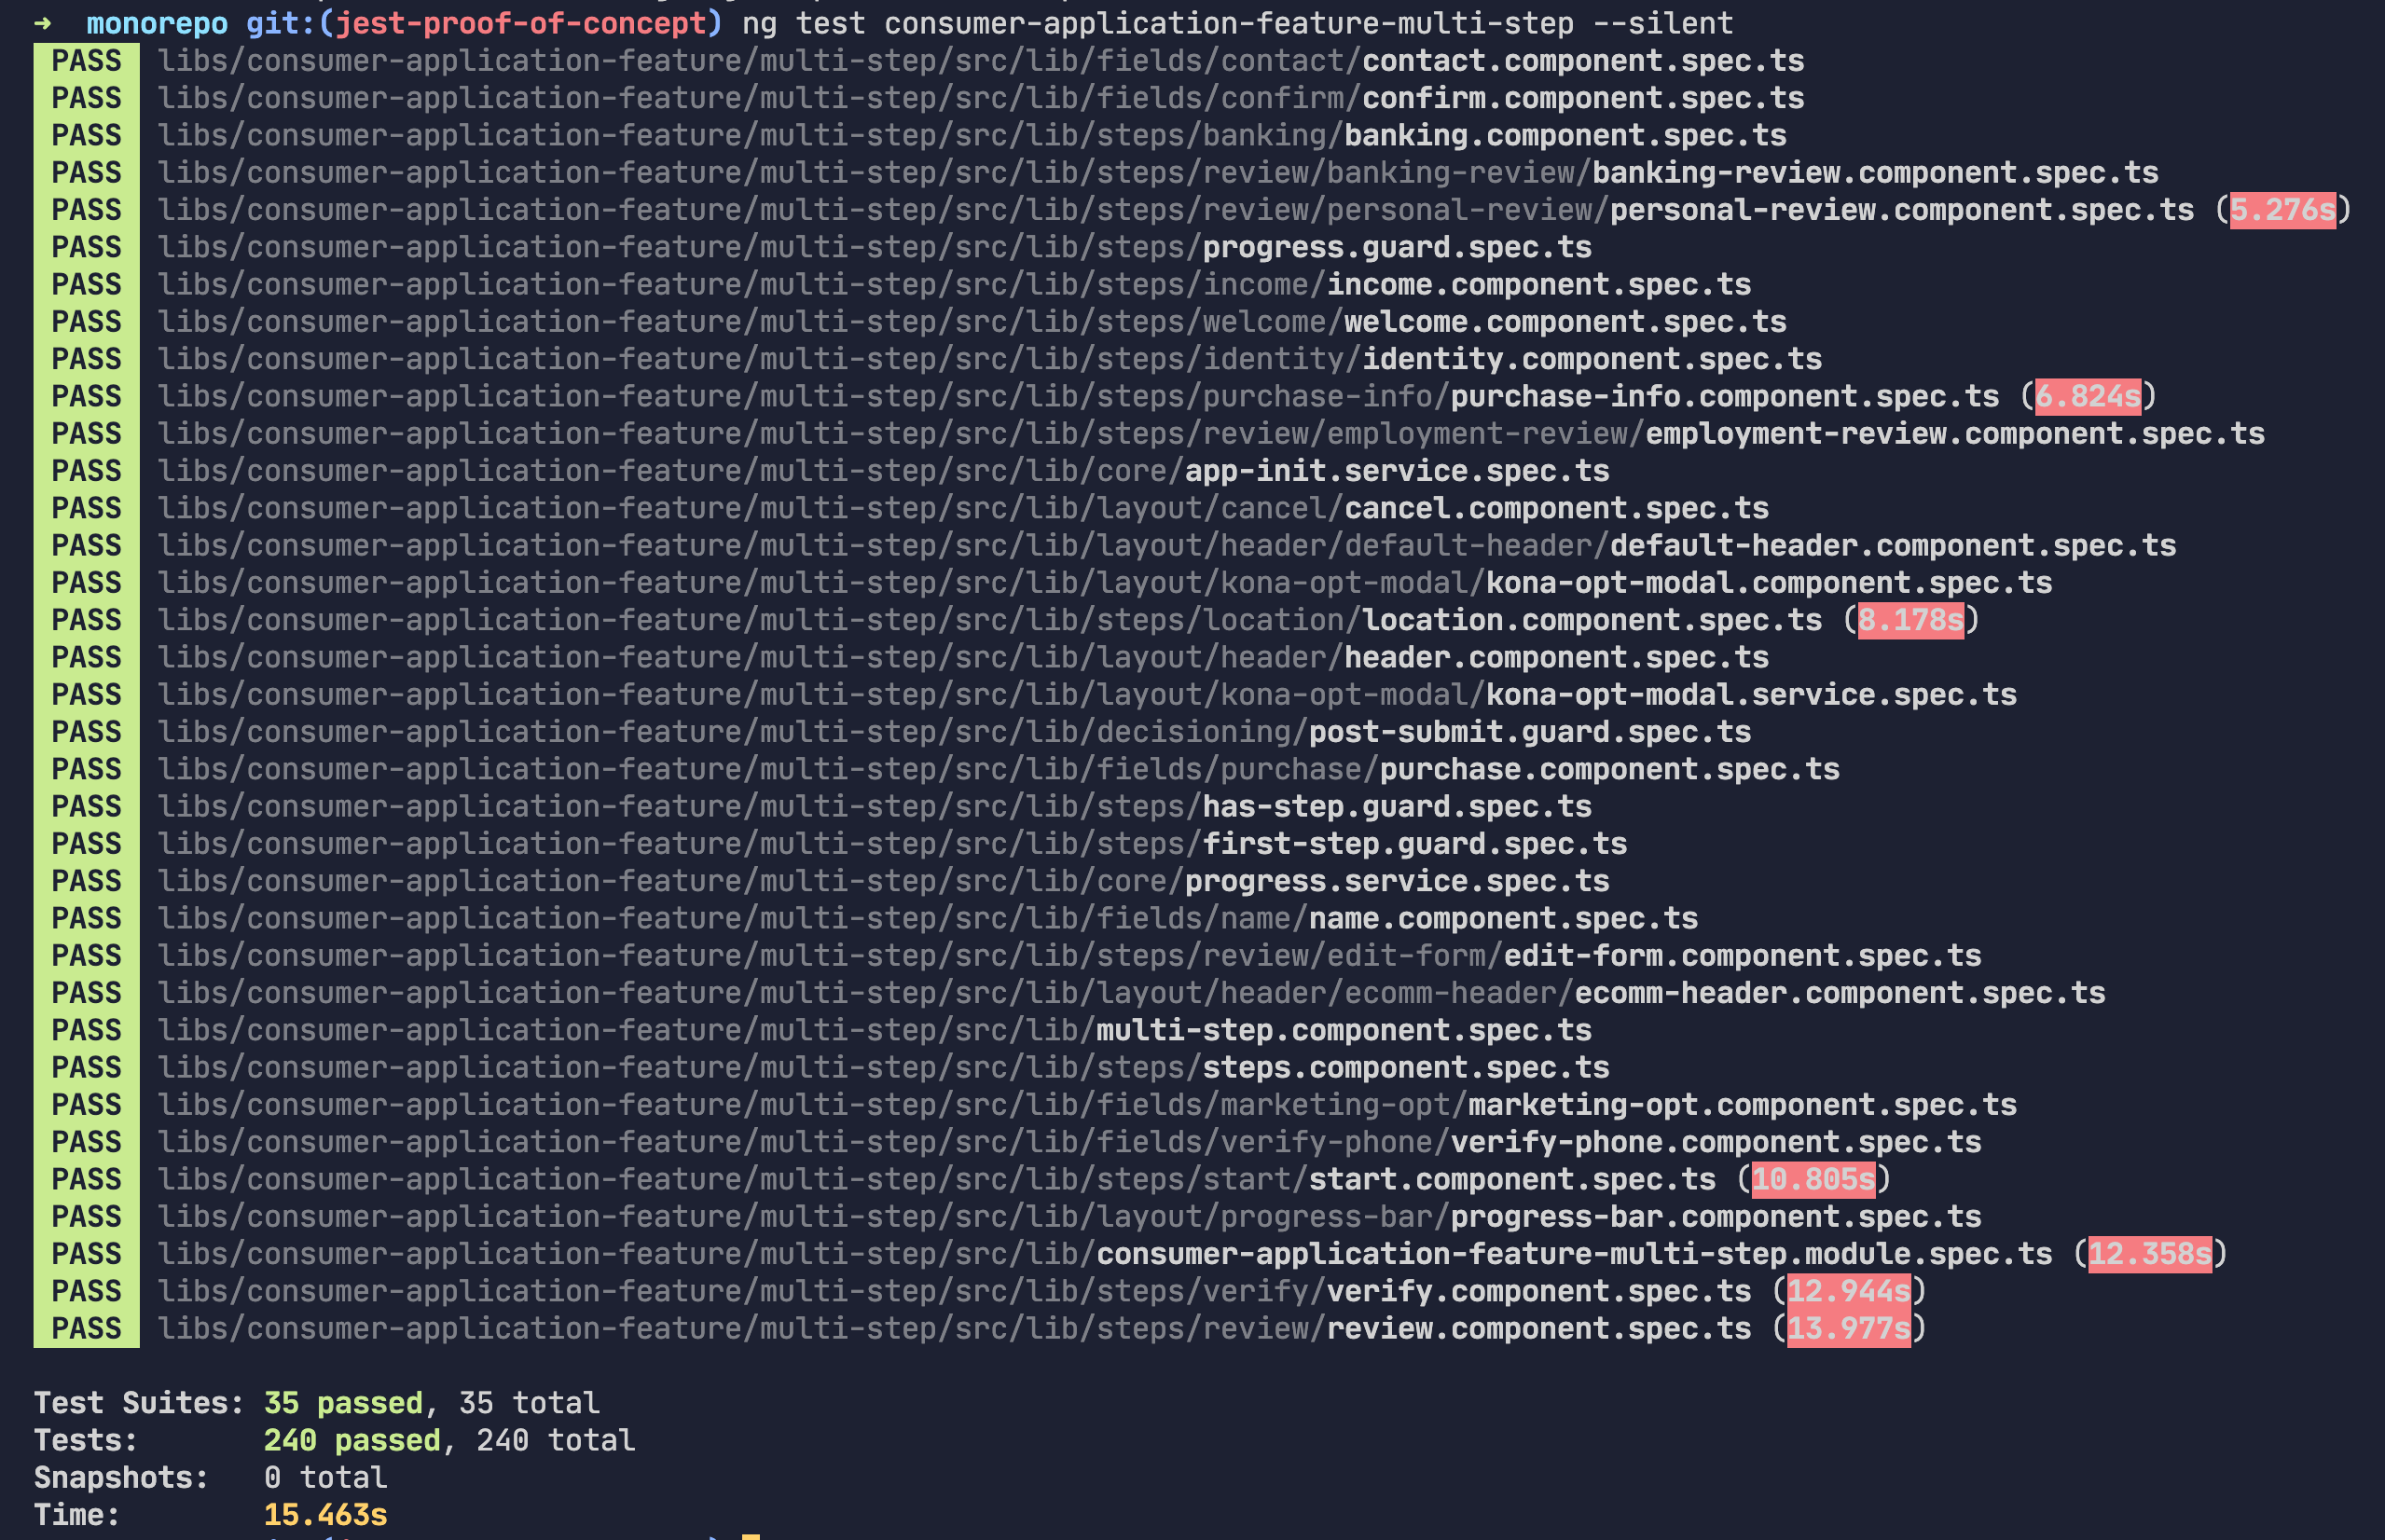 ➜ monorepo git:(jest-proof-of-concept) ng test consumer-application-feature-multi-step --silent
PASS libs/consumer-application-feature/multi-step/src/lib/fields/contact/contact.component.spec.ts
PASS libs/consumer-application-feature/multi-step/src/lib/fields/confirm/confirm.component.spec.ts
PASS libs/consumer-application-feature/multi-step/src/lib/steps/banking/banking.component.spec.ts
PASS libs/consumer-application-feature/multi-step/src/lib/steps/review/banking-review/banking-review.component.spec.ts
PASS libs/consumer-application-feature/multi-step/src/lib/steps/review/personal-review/personal-review.component.spec.ts (5.276s)
PASS libs/consumer-application-feature/multi-step/src/lib/steps/progress.guard.spec.ts
PASS libs/consumer-application-feature/multi-step/src/lib/steps/income/income.component.spec.ts
PASS libs/consumer-application-feature/multi-step/src/lib/steps/welcome/welcome.component.spec.ts
PASS libs/consumer-application-feature/multi-step/src/lib/steps/identity/identity.component.spec.ts
PASS libs/consumer-application-feature/multi-step/src/lib/steps/purchase-info/purchase-info.component.spec.ts (6.824s)
PASS libs/consumer-application-feature/multi-step/src/lib/steps/review/employment-review/employment-review.component.spec.ts
PASS libs/consumer-application-feature/multi-step/src/lib/core/app-init.service.spec.ts
PASS libs/consumer-application-feature/multi-step/src/lib/layout/cancel/cancel.component.spec.ts
PASS libs/consumer-application-feature/multi-step/src/lib/layout/header/default-header/default-header.component.spec.ts
PASS libs/consumer-application-feature/multi-step/src/lib/layout/kona-opt-modal/kona-opt-modal.component.spec.ts
PASS libs/consumer-application-feature/multi-step/src/lib/steps/location/location.component.spec.ts (8.178s)
PASS libs/consumer-application-feature/multi-step/src/lib/layout/header/header.component.spec.ts
PASS libs/consumer-application-feature/multi-step/src/lib/layout/kona-opt-modal/kona-opt-modal.service.spec.ts
PASS libs/consumer-application-feature/multi-step/src/lib/decisioning/post-submit.guard.spec.ts
PASS libs/consumer-application-feature/multi-step/src/lib/fields/purchase/purchase.component.spec.ts
PASS libs/consumer-application-feature/multi-step/src/lib/steps/has-step.guard.spec.ts
PASS libs/consumer-application-feature/multi-step/src/lib/steps/first-step.guard.spec.ts
PASS libs/consumer-application-feature/multi-step/src/lib/core/progress.service.spec.ts
PASS libs/consumer-application-feature/multi-step/src/lib/fields/name/name.component.spec.ts
PASS libs/consumer-application-feature/multi-step/src/lib/steps/review/edit-form/edit-form.component.spec.ts
PASS libs/consumer-application-feature/multi-step/src/lib/layout/header/ecomm-header/ecomm-header.component.spec.ts
PASS libs/consumer-application-feature/multi-step/src/lib/multi-step.component.spec.ts
PASS libs/consumer-application-feature/multi-step/src/lib/steps/steps.component.spec.ts
PASS libs/consumer-application-feature/multi-step/src/lib/fields/marketing-opt/marketing-opt.component.spec.ts
PASS libs/consumer-application-feature/multi-step/src/lib/fields/verify-phone/verify-phone.component.spec.ts
PASS libs/consumer-application-feature/multi-step/src/lib/steps/start/start.component.spec.ts (10.805s)
PASS libs/consumer-application-feature/multi-step/src/lib/layout/progress-bar/progress-bar.component.spec.ts
PASS libs/consumer-application-feature/multi-step/src/lib/consumer-application-feature-multi-step.module.spec.ts (12.358s)
PASS libs/consumer-application-feature/multi-step/src/lib/steps/verify/verify.component.spec.ts (12.944s)
PASS libs/consumer-application-feature/multi-step/src/lib/steps/review/review.component.spec.ts (13.977s)
Test Suites: 35 passed, 35 total
Tests: 240 passed, 240 total
Snapshots: 0 total
Time: 15.463s